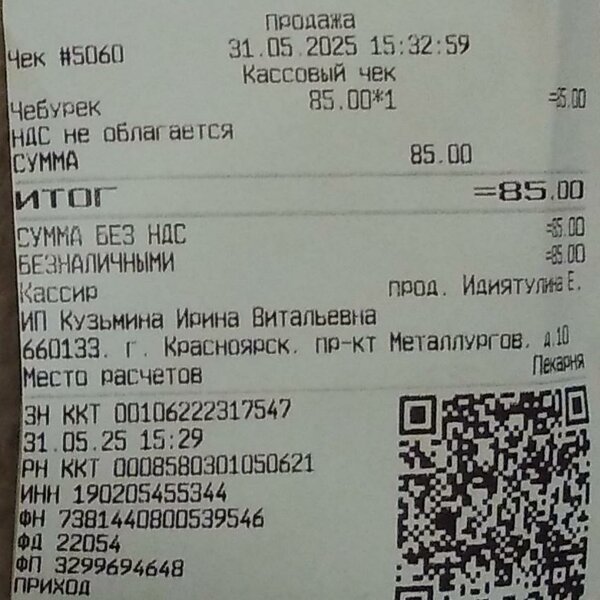 Продажа
Чек #5060 31.05.2025 15:32:59
Кассовый чек
Чебурек 85.00*1 =85.00
НДС не облагается
СУММА 85.00
ИТОГ =85.00
СУММА БЕЗ НДС =85.00
БЕЗНАЛИЧНЫМИ =85.00
Кассир прод. Идиятулина Е.
ИП Кузьмина Ирина Витальевна
660133. г. Красноярск. пр-кт Металлургов. д.10
Место расчетов Пекарня
ЗН ККТ 00106222317547
31.05.25 15:29
РН ККТ 0008580301050621
ИНН 190205455344
ФН 7381440800539546
ФД 22054
ФП 3299694648
ПРИХОД